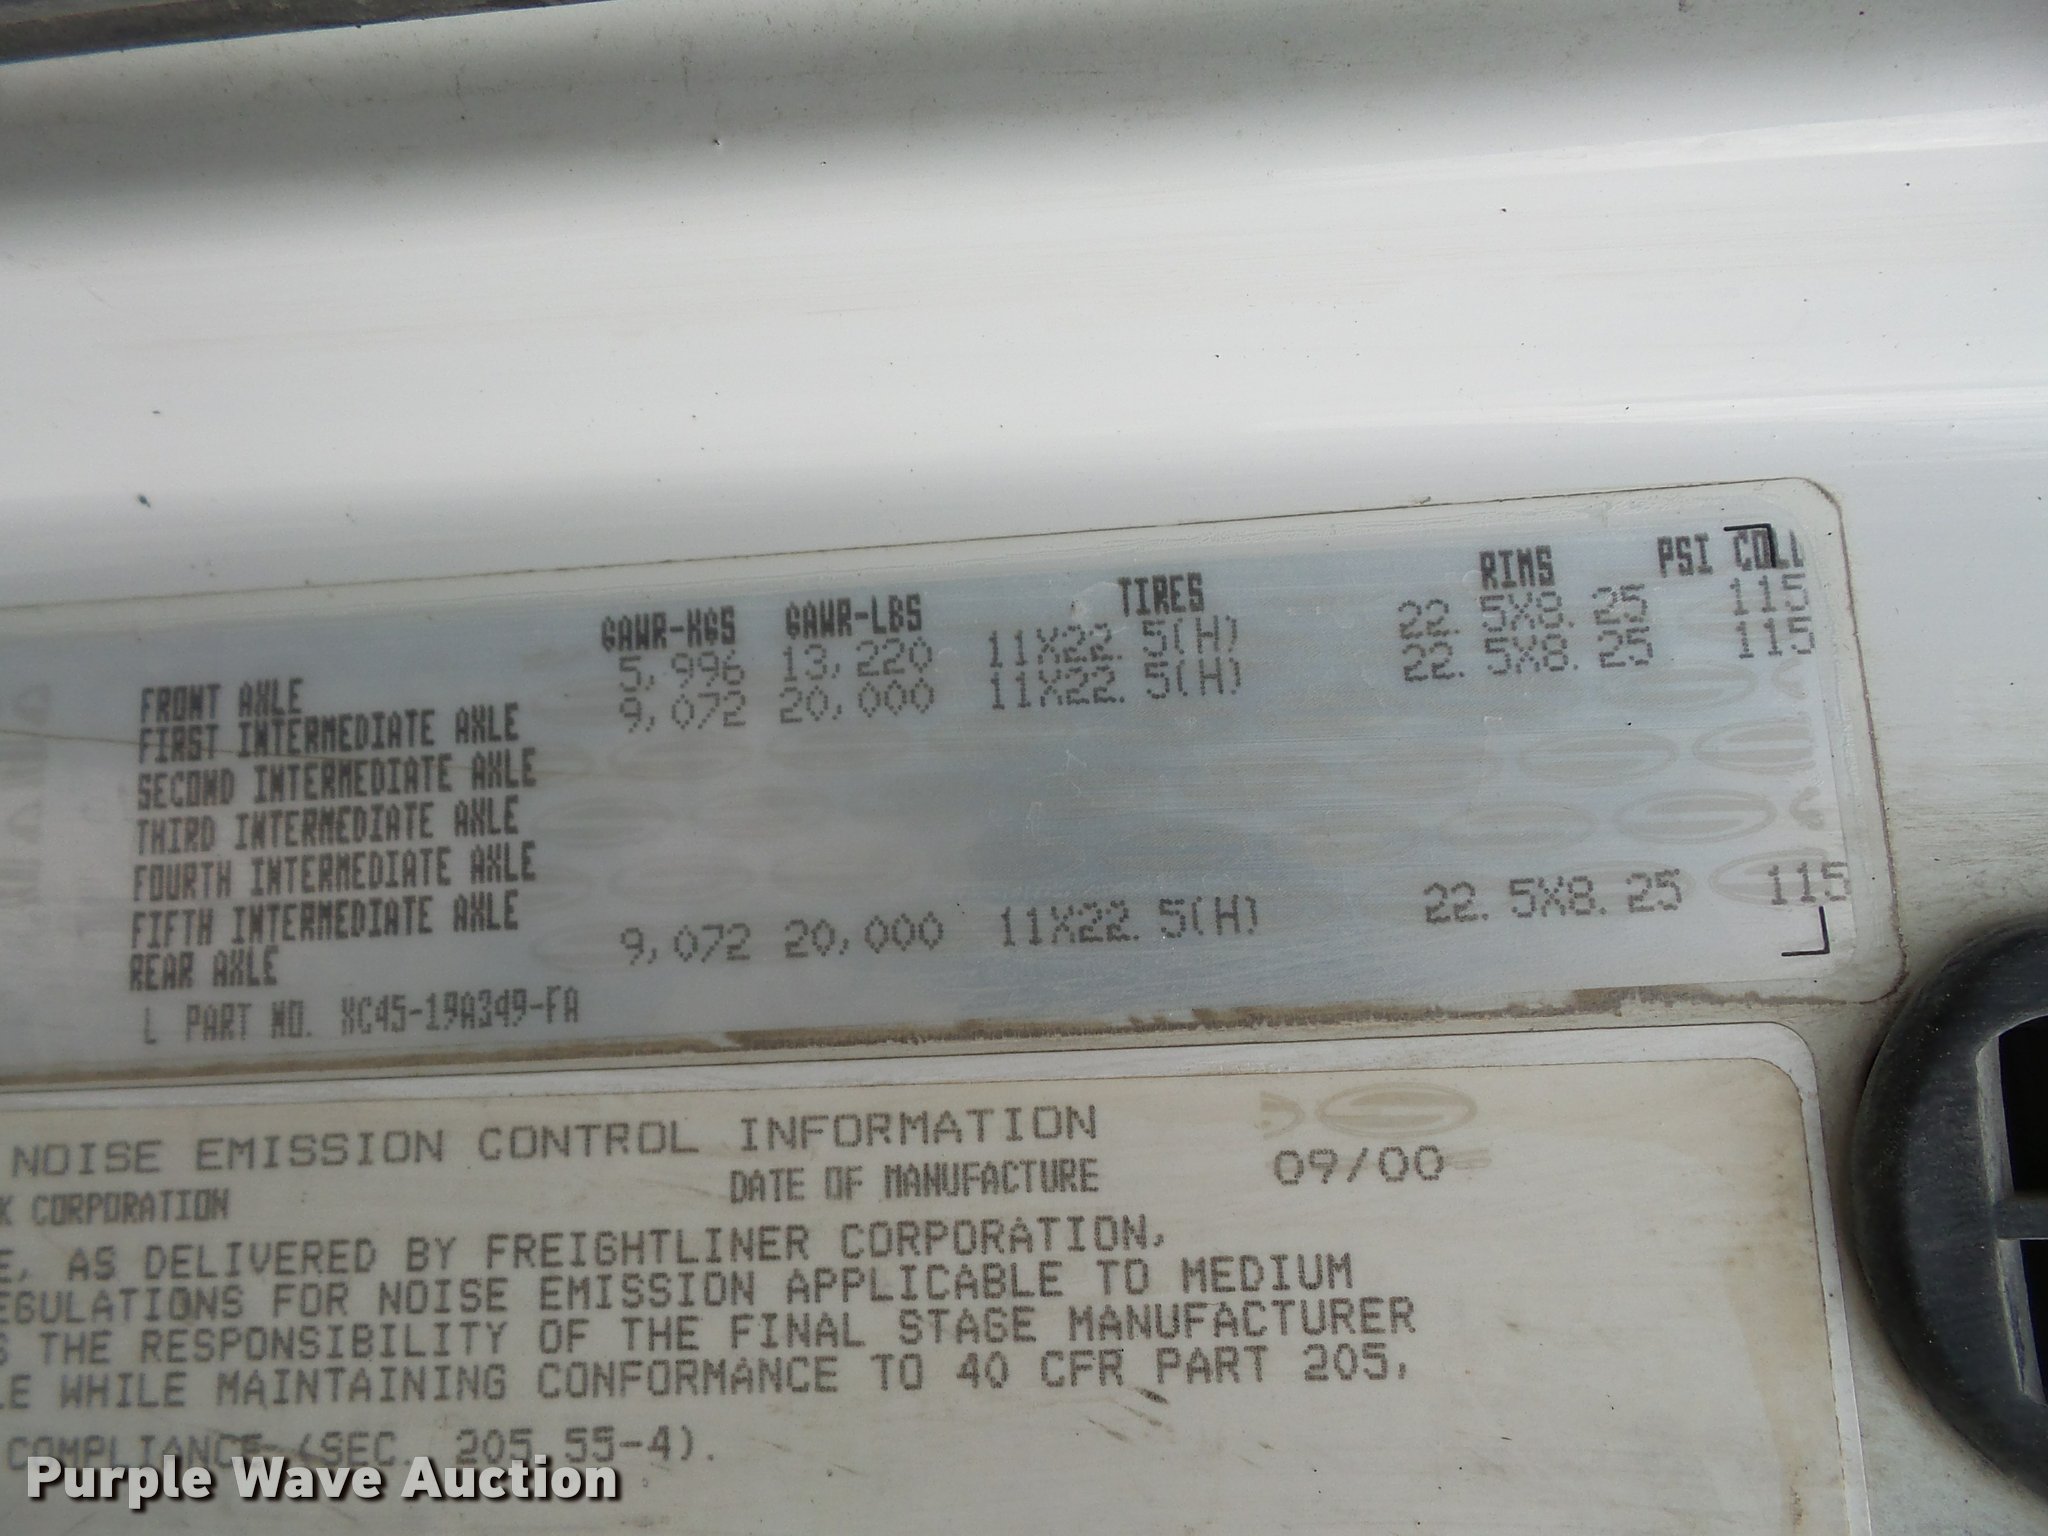 GAWR-KGS GAWR-LBS TIRES RIMS PSI COLD
FRONT AXLE 5,996 13,220 11X22.5(H) 22.5X8.25 115
FIRST INTERMEDIATE AXLE 9,072 20,000 11X22.5(H) 22.5X8.25 115
SECOND INTERMEDIATE AXLE
THIRD INTERMEDIATE AXLE
FOURTH INTERMEDIATE AXLE
FIFTH INTERMEDIATE AXLE
REAR AXLE 9,072 20,000 11X22.5(H) 22.5X8.25 115
L PART NO. XC45-19A349-FA
NOISE EMISSION CONTROL INFORMATION
K CORPORATION DATE OF MANUFACTURE 09/00
E, AS DELIVERED BY FREIGHTLINER CORPORATION,
EGULATIONS FOR NOISE EMISSION APPLICABLE TO MEDIUM
S THE RESPONSIBILITY OF THE FINAL STAGE MANUFACTURER
LE WHILE MAINTAINING CONFORMANCE TO 40 CFR PART 205,
COMPLIANCE (SEC. 205.55-4).
Purple Wave Auction